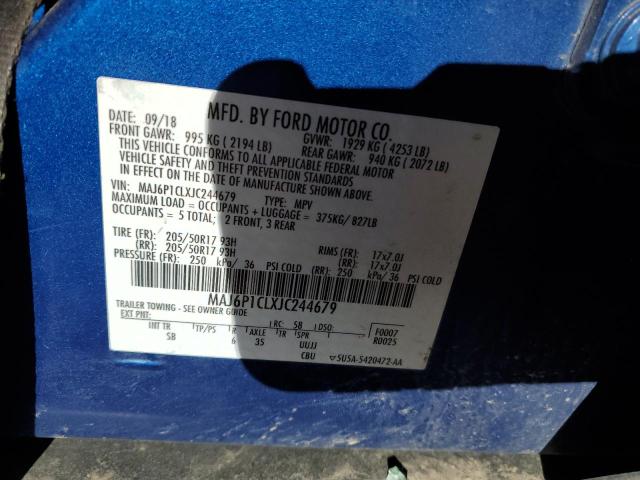 MFD. BY FORD MOTOR CO.
DATE: 09/18 GVWR: 1929 KG ( 4253 LB)
FRONT GAWR: 995 KG ( 2194 LB) REAR GAWR: 940 KG ( 2072 LB)
THIS VEHICLE CONFORMS TO ALL APPLICABLE FEDERAL MOTOR
VEHICLE SAFETY AND THEFT PREVENTION STANDARDS
IN EFFECT ON THE DATE OF MANUFACTURE SHOWN ABOVE.
VIN: MAJ6P1CLXJC244679 TYPE: MPV
MAXIMUM LOAD = OCCUPANTS + LUGGAGE = 375KG/ 827LB
OCCUPANTS = 5 TOTAL; 2 FRONT, 3 REAR
TIRE (FR): 205/50R17 93H RIMS (FR): 17x7.0J
(RR): 205/50R17 93H (RR): 17x7.0J
PRESSURE (FR): 250 kPa/ 36 PSI COLD (RR): 250 kPa/ 36 PSI COLD
MAJ6P1CLXJC244679
TRAILER TOWING - SEE OWNER GUIDE
EXT PNT: RC: 5B DSO: F0007
R0025
INT TR TP/PS R AXLE TR SPR
SB 6 35 UUJJ
CBU 5U5A-5420472-AA